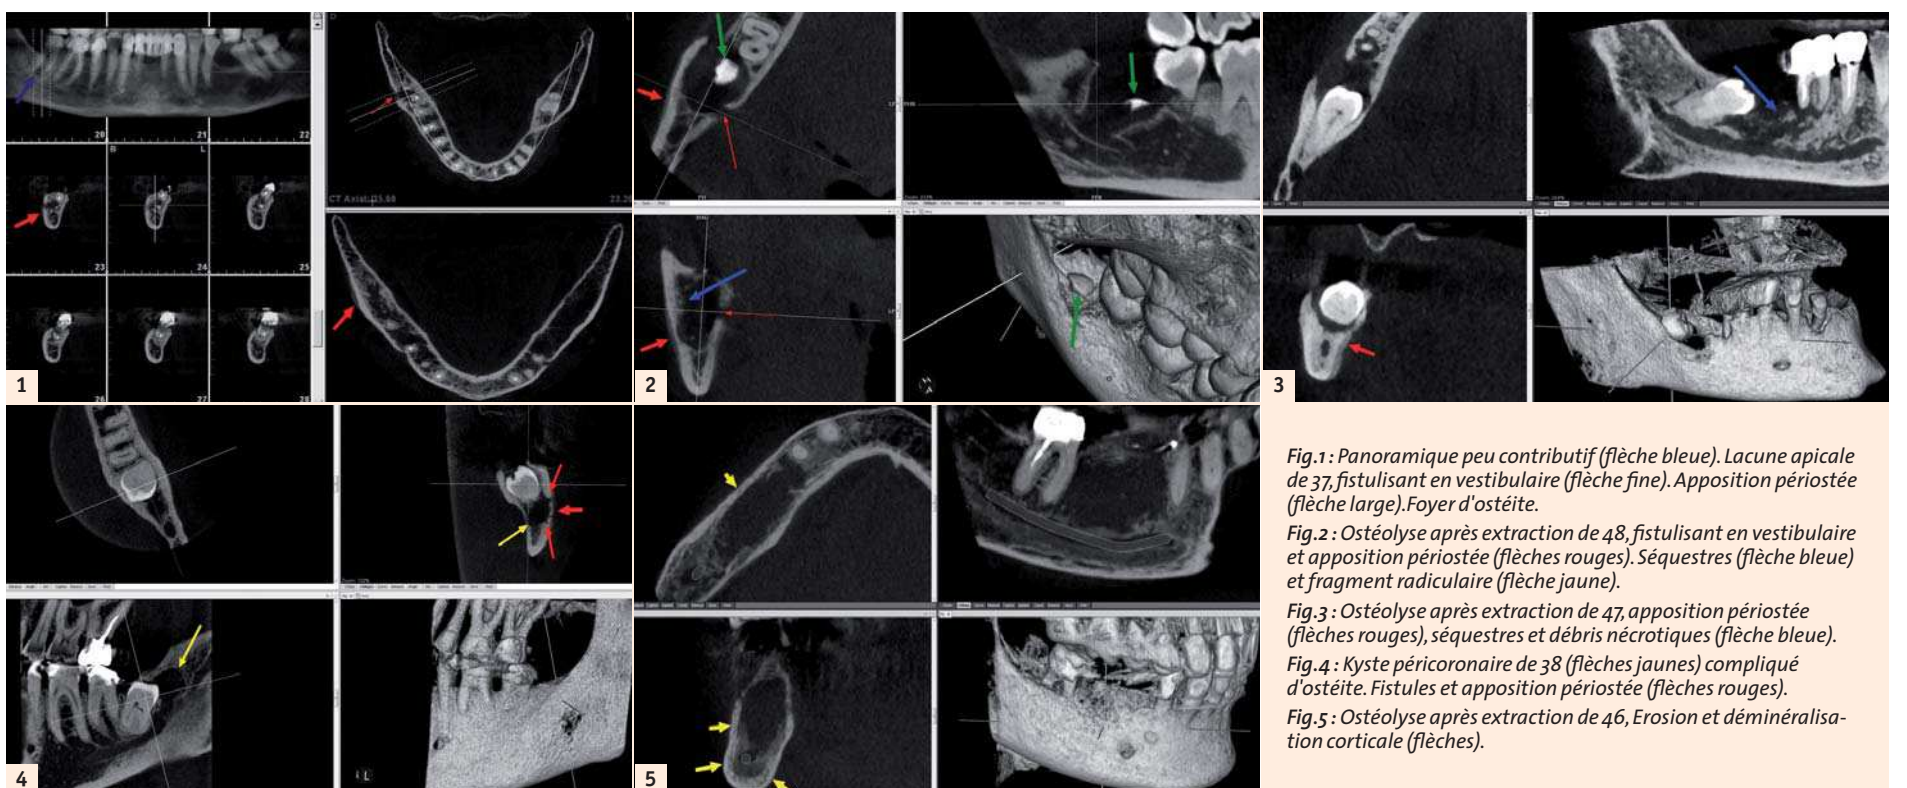 D
L
20
21
22
B
L
23
24
25
26
27
28
CT Axial:
1
2
3
4
L
5
Fig.1 : Panoramique peu contributif (flèche bleue). Lacune apicale
de 37, fistulisant en vestibulaire (flèche fine). Apposition périostée
(flèche large).Foyer d'ostéite.
Fig.2 : Ostéolyse après extraction de 48, fistulisant en vestibulaire
et apposition périostée (flèches rouges). Séquestres (flèche bleue)
et fragment radiculaire (flèche jaune).
Fig.3 : Ostéolyse après extraction de 47, apposition périostée
(flèches rouges), séquestres et débris nécrotiques (flèche bleue).
Fig.4 : Kyste péricoronaire de 38 (flèches jaunes) compliqué
d'ostéite. Fistules et apposition périostée (flèches rouges).
Fig.5 : Ostéolyse après extraction de 46, Erosion et déminéralisa-
tion corticale (flèches).